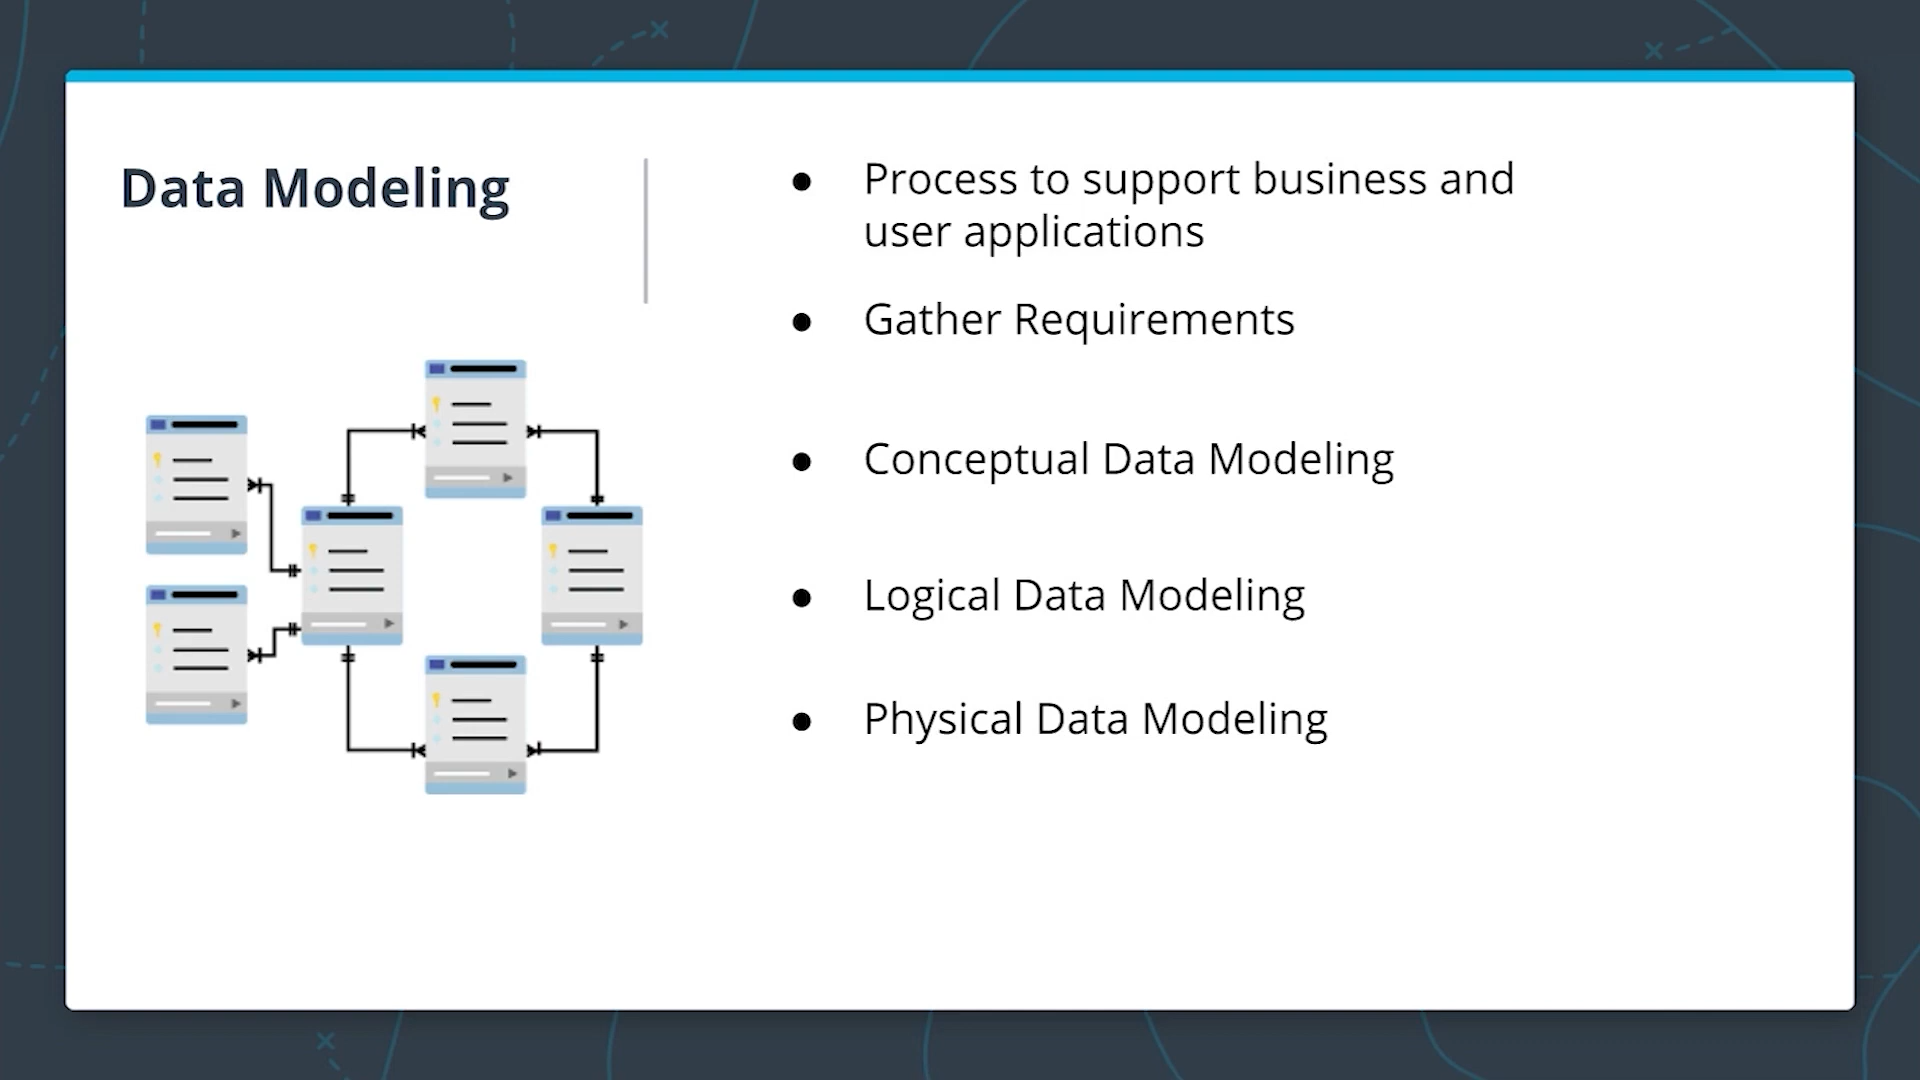 Data Modeling
● Process to support business and
user applications
● Gather Requirements
● Conceptual Data Modeling
● Logical Data Modeling
● Physical Data Modeling